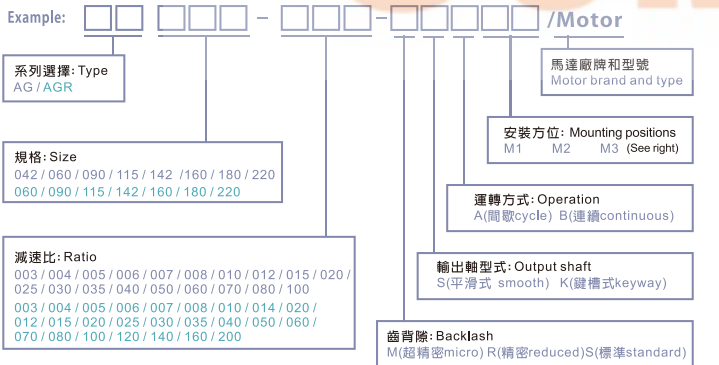 Example: □□ □□□ - □□□ - □□□□□ /Motor
系列選擇: Type
AG / AGR
馬達廠牌和型號
Motor brand and type
規格: Size
042 / 060 / 090 / 115 / 142 /160 / 180 / 220
060 / 090 / 115 / 142 / 160 / 180 / 220
安裝方位: Mounting positions
M1 M2 M3 (See right)
運轉方式: Operation
A(間歇cycle) B(連續continuous)
減速比: Ratio
003 / 004 / 005 / 006 / 007 / 008 / 010 / 012 / 015 / 020 /
025 / 030 / 035 / 040 / 050 / 060 / 070 / 080 / 100
003 / 004 / 005 / 006 / 007 / 008 / 010 / 014 / 020 /
012 / 015 / 020 / 025 / 030 / 035 / 040 / 050 / 060 /
070 / 080 / 100 / 120 / 140 / 160 / 200
輸出軸型式: Output shaft
S(平滑式 smooth) K(鍵槽式keyway)
齒背隙: Backlash
M(超精密micro) R(精密reduced)S(標準standard)